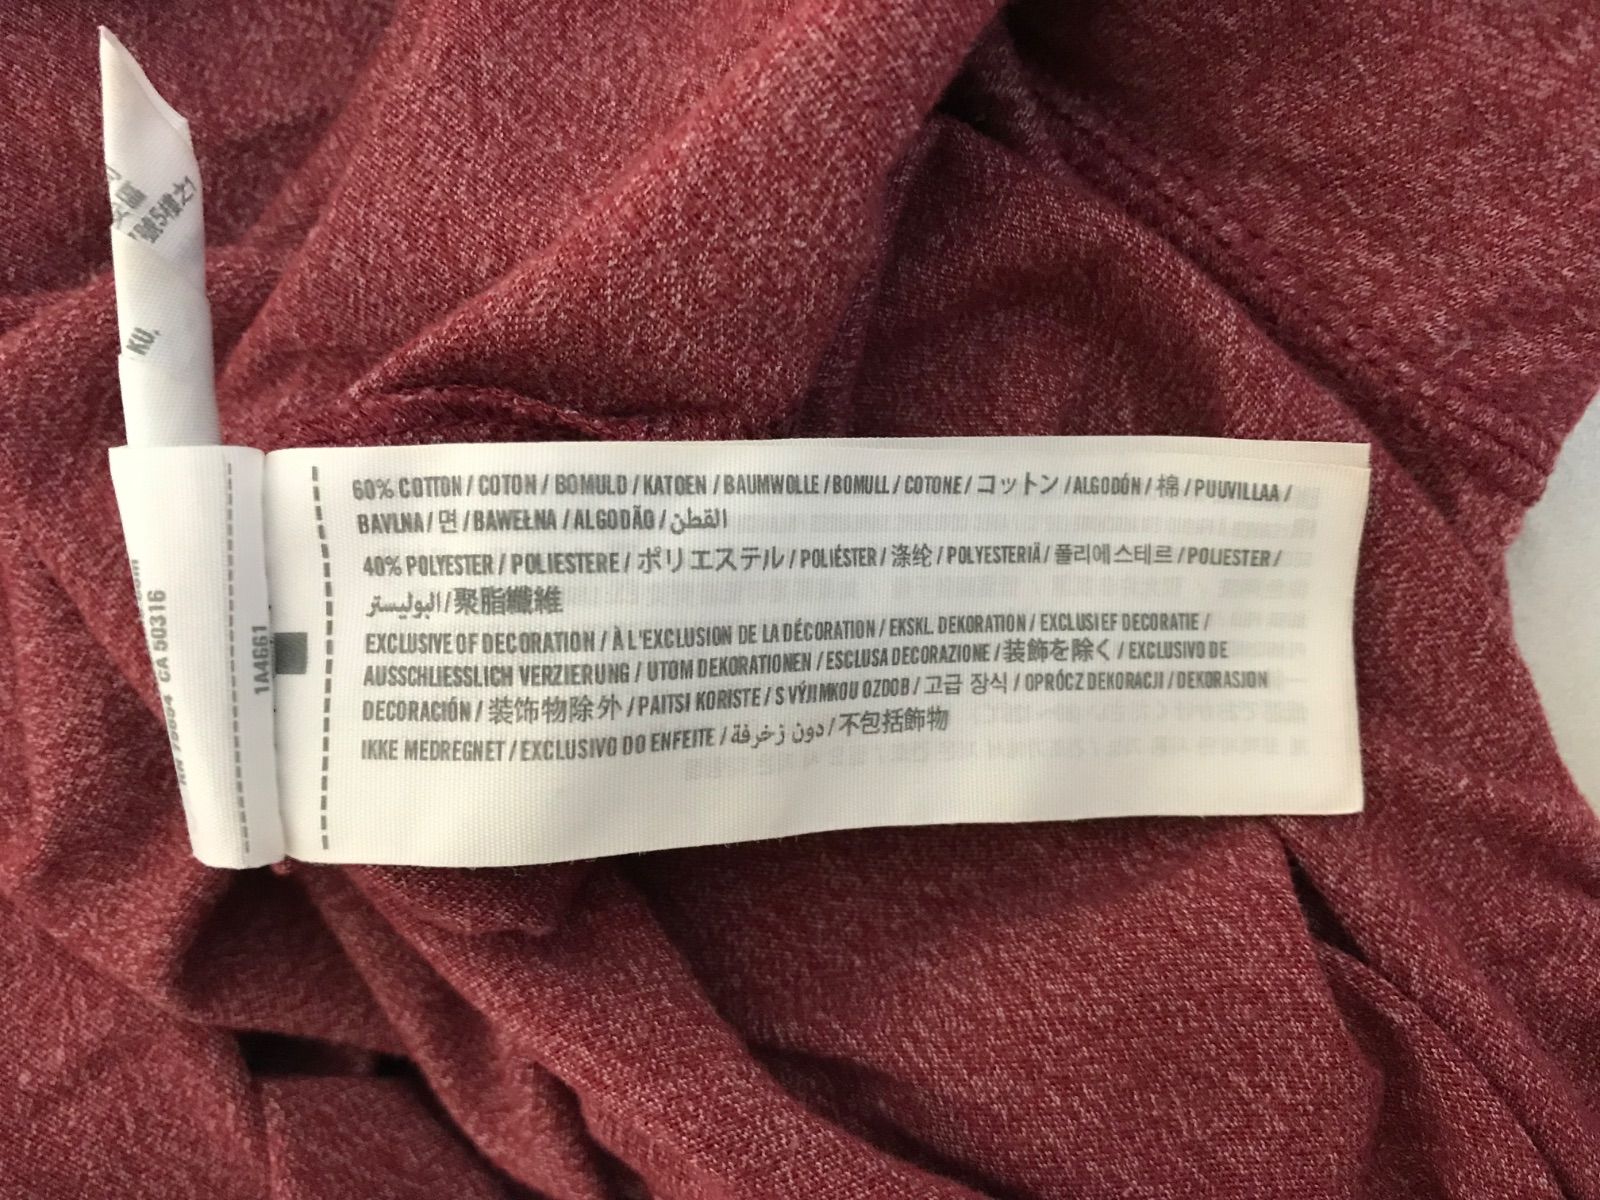 60% COTTON / COTON / BOMULD / KATOEN / BAUMWOLLE / BOMULL / COTONE / コットン / ALGODÓN / 棉 / PUUVILLAA /
BAVLNA / 면 / BAWEŁNA / ALGODÃO / القطن
40% POLYESTER / POLIESTERE / ポリエステル / POLIÉSTER / 涤纶 / POLYESTERIÄ / 폴리에스테르 / POLIESTER /
البوليستر / 聚脂纖維
EXCLUSIVE OF DECORATION / À L'EXCLUSION DE LA DÉCORATION / EKSKL. DEKORATION / EXCLUSIEF DECORATIE /
AUSSCHLIESSLICH VERZIERUNG / UTOM DEKORATIONEN / ESCLUSA DECORAZIONE / 装飾を除く / EXCLUSIVO DE
DECORACIÓN / 装饰物除外 / PAITSI KORISTE / S VÝJIMKOU OZDOB / 고급 장식 / OPRÓCZ DEKORACJI / DEKORASJON
IKKE MEDREGNET / EXCLUSIVO DO ENFEITE / دون زخرفة / 不包括飾物
1A4661
CA 50316
KU,